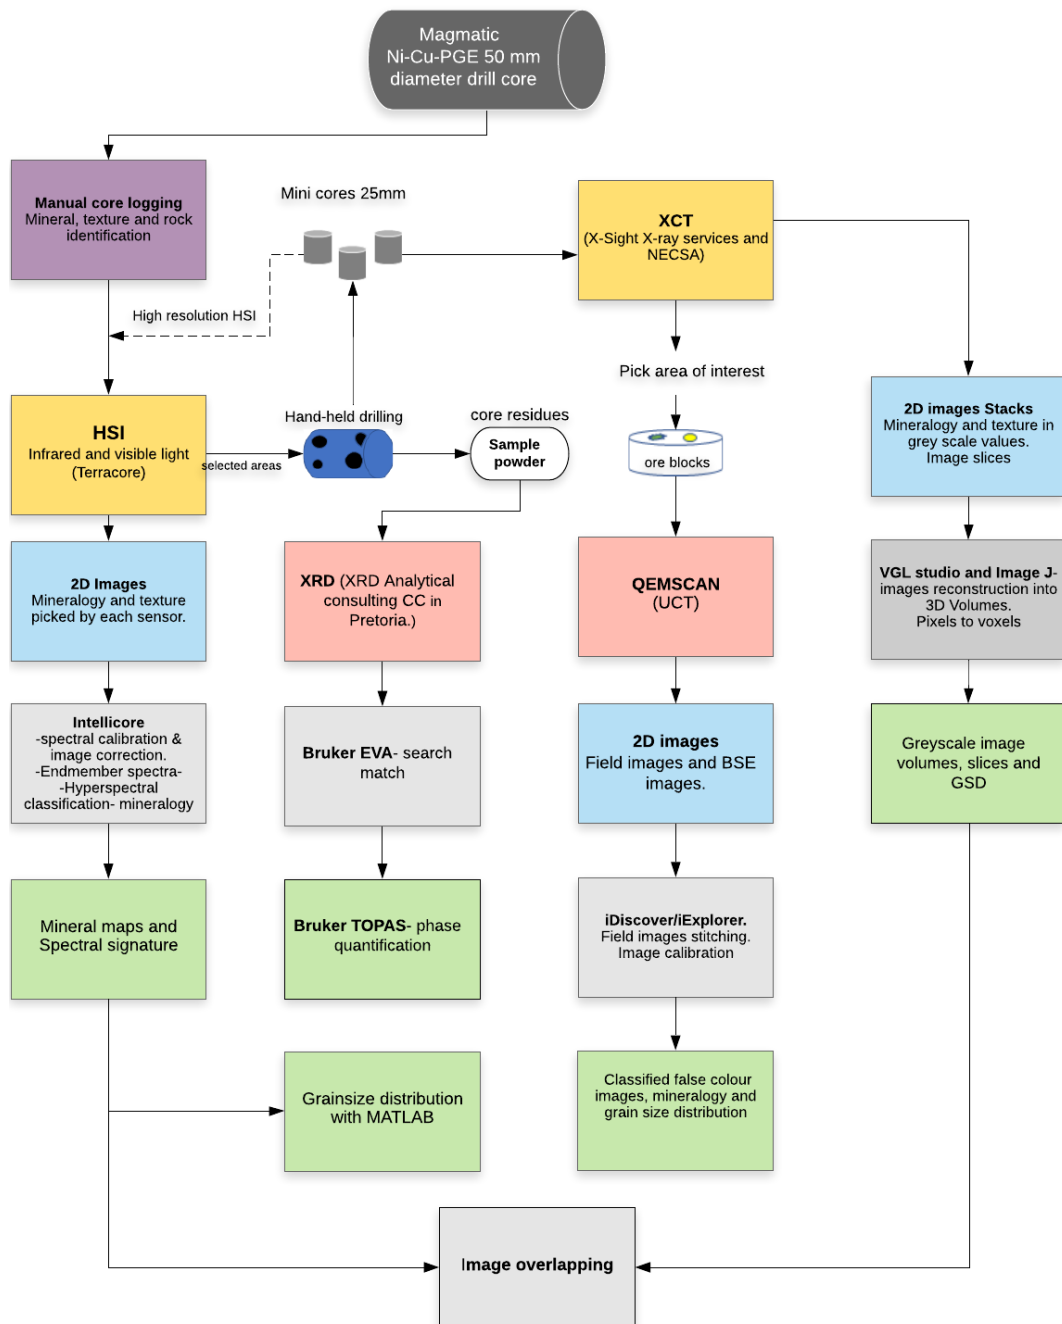 Magmatic
Ni-Cu-PGE 50 mm
diameter drill core
Manual core logging
Mineral, texture and rock
identification
Mini cores 25mm
XCT
(X-Sight X-ray services and
NECSA)
High resolution HSI
Pick area of interest
HSI
Infrared and visible light
(Terracore)
selected areas
Hand-held drilling
core residues
Sample
powder
ore blocks
2D images Stacks
Mineralogy and texture in
grey scale values.
Image slices
2D Images
Mineralogy and texture
picked by each sensor.
XRD (XRD Analytical
consulting CC in
Pretoria.)
QEMSCAN
(UCT)
VGL studio and Image J-
images reconstruction into
3D Volumes.
Pixels to voxels
Intellicore
-spectral calibration &
image correction.
-Endmember spectra-
-Hyperspectral
classification- mineralogy
Bruker EVA- search
match
2D images
Field images and BSE
images.
Greyscale image
volumes, slices and
GSD
Mineral maps and
Spectral signature
Bruker TOPAS- phase
quantification
iDiscover/iExplorer.
Field images stitching.
Image calibration
Grainsize distribution
with MATLAB
Classified false colour
images, mineralogy and
grain size distribution
Image overlapping